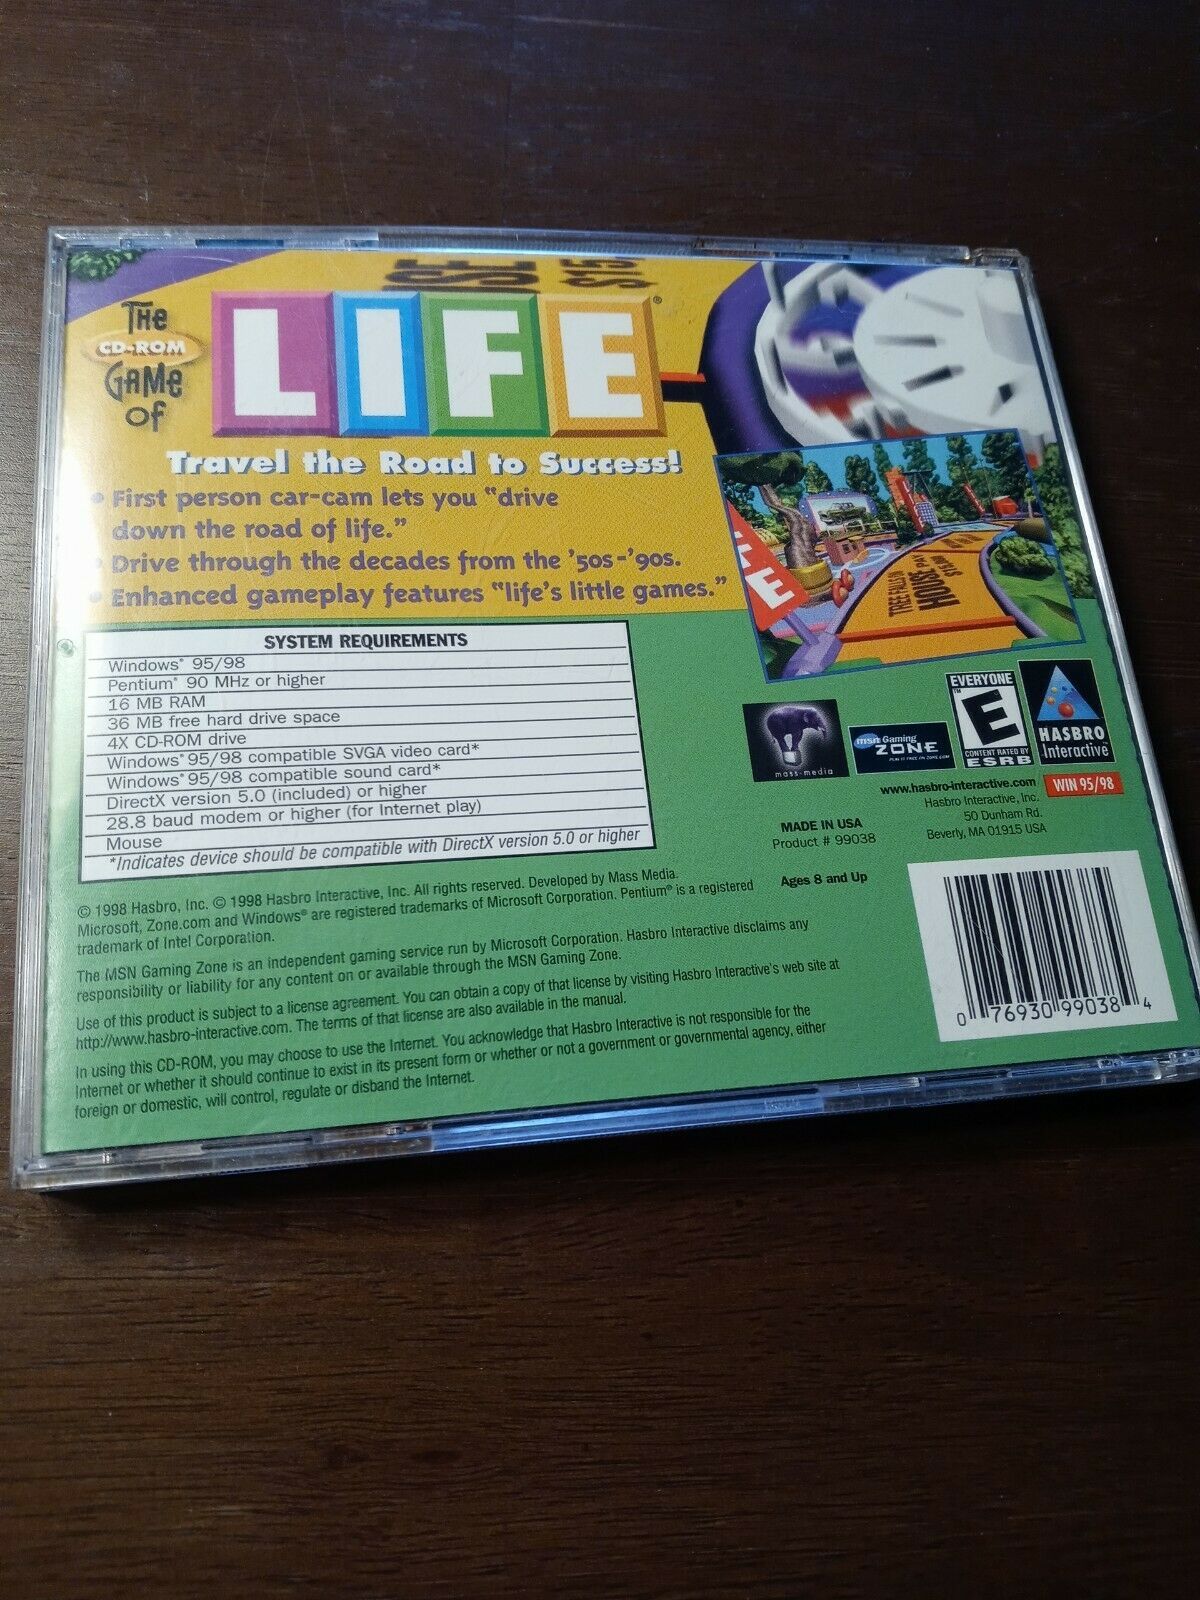 SE
$15
THE
CD-ROM
GAMe
of
LIFE®
Travel the Road to Success!
• First person car-cam lets you "drive
down the road of life."
• Drive through the decades from the '50s-'90s.
• Enhanced gameplay features "life's little games."
TREE FALLS ON
HOUSE
SYSTEM REQUIREMENTS
Windows® 95/98
Pentium® 90 MHz or higher
16 MB RAM
36 MB free hard drive space
4X CD-ROM drive
Windows® 95/98 compatible SVGA video card*
Windows® 95/98 compatible sound card*
DirectX version 5.0 (included) or higher
28.8 baud modem or higher (for Internet play)
Mouse
*Indicates device should be compatible with DirectX version 5.0 or higher
mass·media
msn Gaming
ZONE
PLAY IT FREE ON ZONE.COM
EVERYONE
E
CONTENT RATED BY
ESRB
HASBRO
Interactive™
www.hasbro-interactive.com
WIN 95/98
Hasbro Interactive, Inc.
50 Dunham Rd.
Beverly, MA 01915 USA
MADE IN USA
Product # 99038
Ages 8 and Up
© 1998 Hasbro, Inc. © 1998 Hasbro Interactive, Inc. All rights reserved. Developed by Mass Media.
Microsoft, Zone.com and Windows® are registered trademarks of Microsoft Corporation. Pentium® is a registered
trademark of Intel Corporation.
The MSN Gaming Zone is an independent gaming service run by Microsoft Corporation. Hasbro Interactive disclaims any
responsibility or liability for any content on or available through the MSN Gaming Zone.
Use of this product is subject to a license agreement. You can obtain a copy of that license by visiting Hasbro Interactive's web site at
http://www.hasbro-interactive.com. The terms of that license are also available in the manual.
In using this CD-ROM, you may choose to use the Internet. You acknowledge that Hasbro Interactive is not responsible for the
Internet or whether it should continue to exist in its present form or whether or not a government or governmental agency, either
foreign or domestic, will control, regulate or disband the Internet.
0 76930 99038 4